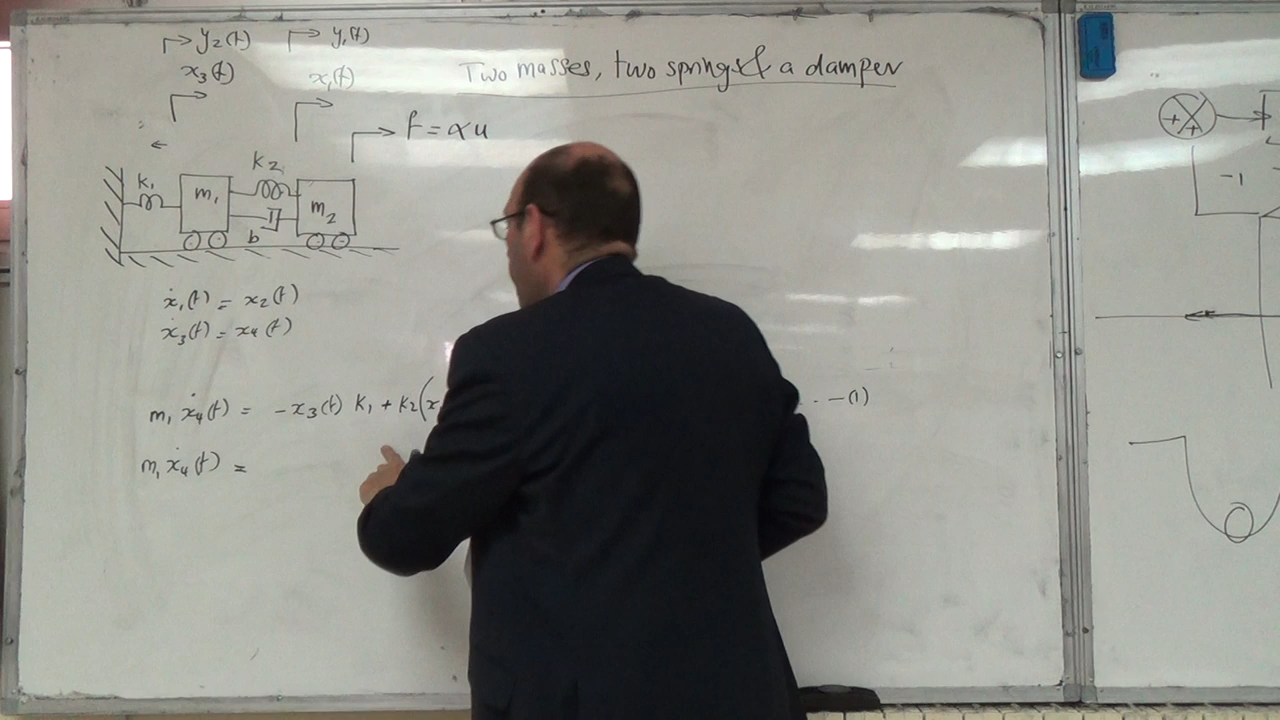 y₂(t) y₁(t)
Two masses, two springs & a damper
x₃(t) x₁(t)
f = αu
k₁ m₁ k₂ b m₂
ẋ₁(t) = x₂(t)
ẋ₃(t) = x₄(t)
m₁ ẋ₄(t) = -x₃(t) k₁ + k₂(x . . -(1)
m₁ ẋ₄(t) =
+ +
-1